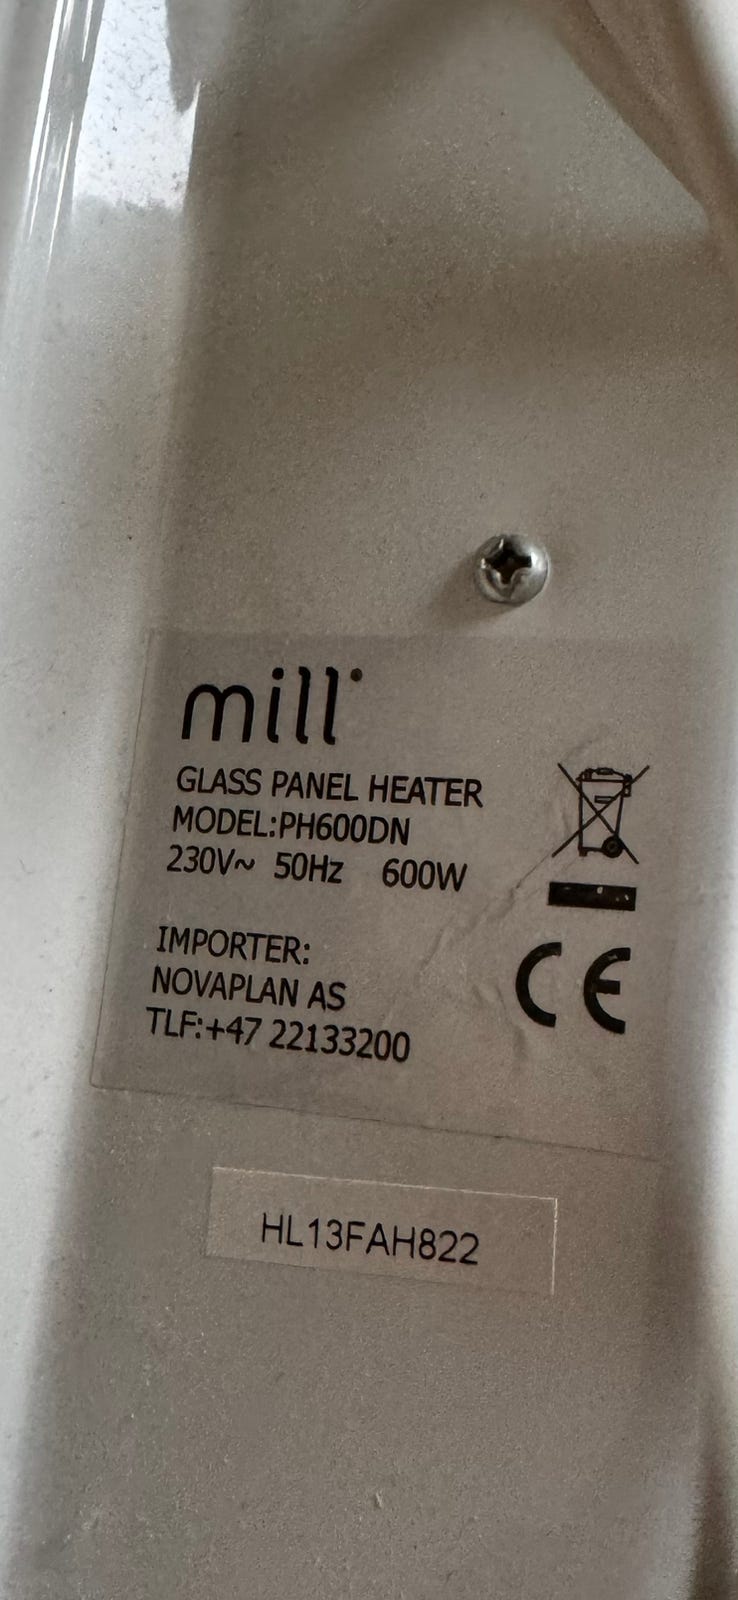 mill
GLASS PANEL HEATER
MODEL:PH600DN
230V~ 50Hz 600W
IMPORTER:
NOVAPLAN AS
TLF:+47 22133200
CE
HL13FAH822